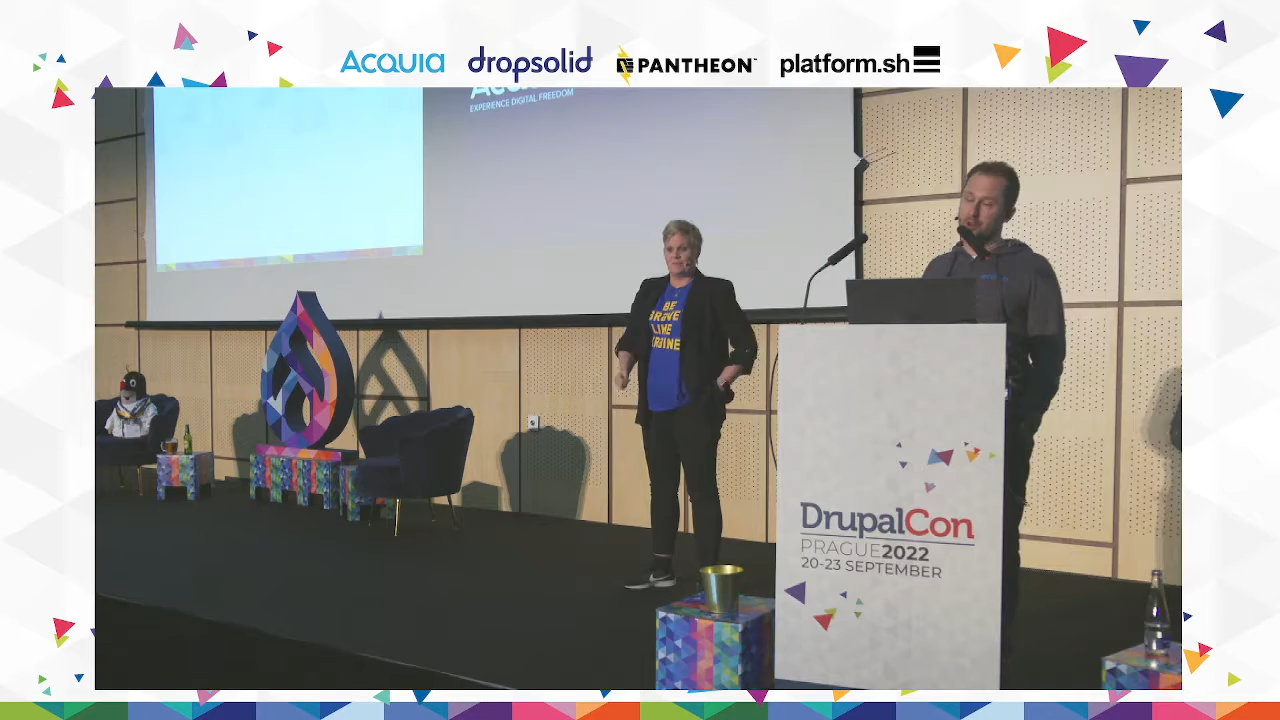 ACQUIA
dropsolid
PANTHEON
platform.sh
EXPERIENCE DIGITAL FREEDOM
BE
BRAVE
LIKE
UKRAINE
DrupalCon
PRAGUE2022
20-23 SEPTEMBER